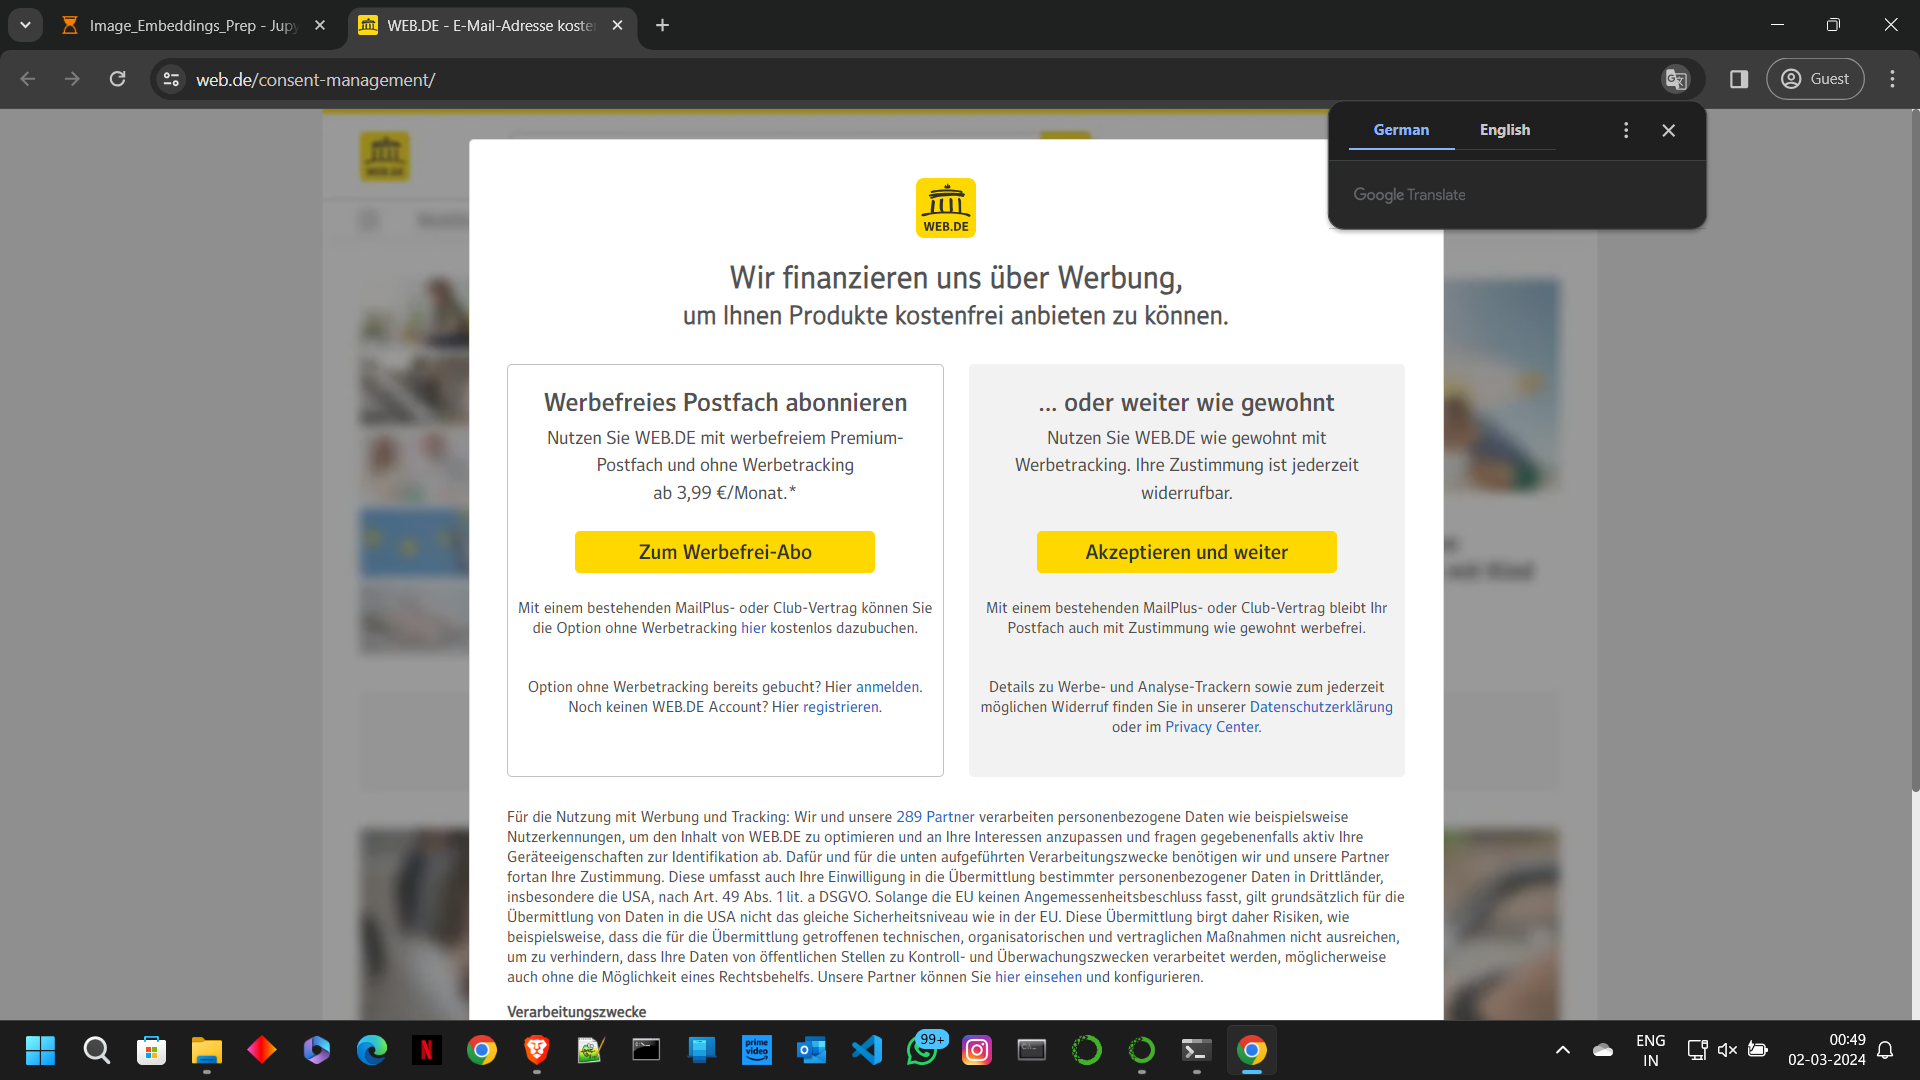 Image_Embeddings_Prep - Jupy
WEB.DE - E-Mail-Adresse koste
web.de/consent-management/
Guest
German
English
Google Translate
WEB.DE
WEB.DE
Wir finanzieren uns über Werbung,
um Ihnen Produkte kostenfrei anbieten zu können.
Werbefreies Postfach abonnieren
Nutzen Sie WEB.DE mit werbefreiem Premium-
Postfach und ohne Werbetracking
ab 3,99 €/Monat.*
Zum Werbefrei-Abo
Mit einem bestehenden MailPlus- oder Club-Vertrag können Sie
die Option ohne Werbetracking hier kostenlos dazubuchen.
Option ohne Werbetracking bereits gebucht? Hier anmelden.
Noch keinen WEB.DE Account? Hier registrieren.
... oder weiter wie gewohnt
Nutzen Sie WEB.DE wie gewohnt mit
Werbetracking. Ihre Zustimmung ist jederzeit
widerrufbar.
Akzeptieren und weiter
Mit einem bestehenden MailPlus- oder Club-Vertrag bleibt Ihr
Postfach auch mit Zustimmung wie gewohnt werbefrei.
Details zu Werbe- und Analyse-Trackern sowie zum jederzeit
möglichen Widerruf finden Sie in unserer Datenschutzerklärung
oder im Privacy Center.
Für die Nutzung mit Werbung und Tracking: Wir und unsere 289 Partner verarbeiten personenbezogene Daten wie beispielsweise
Nutzerkennungen, um den Inhalt von WEB.DE zu optimieren und an Ihre Interessen anzupassen und fragen gegebenenfalls aktiv Ihre
Geräteeigenschaften zur Identifikation ab. Dafür und für die unten aufgeführten Verarbeitungszwecke benötigen wir und unsere Partner
fortan Ihre Zustimmung. Diese umfasst auch Ihre Einwilligung in die Übermittlung bestimmter personenbezogener Daten in Drittländer,
insbesondere die USA, nach Art. 49 Abs. 1 lit. a DSGVO. Solange die EU keinen Angemessenheitsbeschluss fasst, gilt grundsätzlich für die
Übermittlung von Daten in die USA nicht das gleiche Sicherheitsniveau wie in der EU. Diese Übermittlung birgt daher Risiken, wie
beispielsweise, dass die für die Übermittlung getroffenen technischen, organisatorischen und vertraglichen Maßnahmen nicht ausreichen,
um zu verhindern, dass Ihre Daten von öffentlichen Stellen zu Kontroll- und Überwachungszwecken verarbeitet werden, möglicherweise
auch ohne die Möglichkeit eines Rechtsbehelfs. Unsere Partner können Sie hier einsehen und konfigurieren.
Verarbeitungszwecke
prime
video
99+
ENG
IN
00:49
02-03-2024